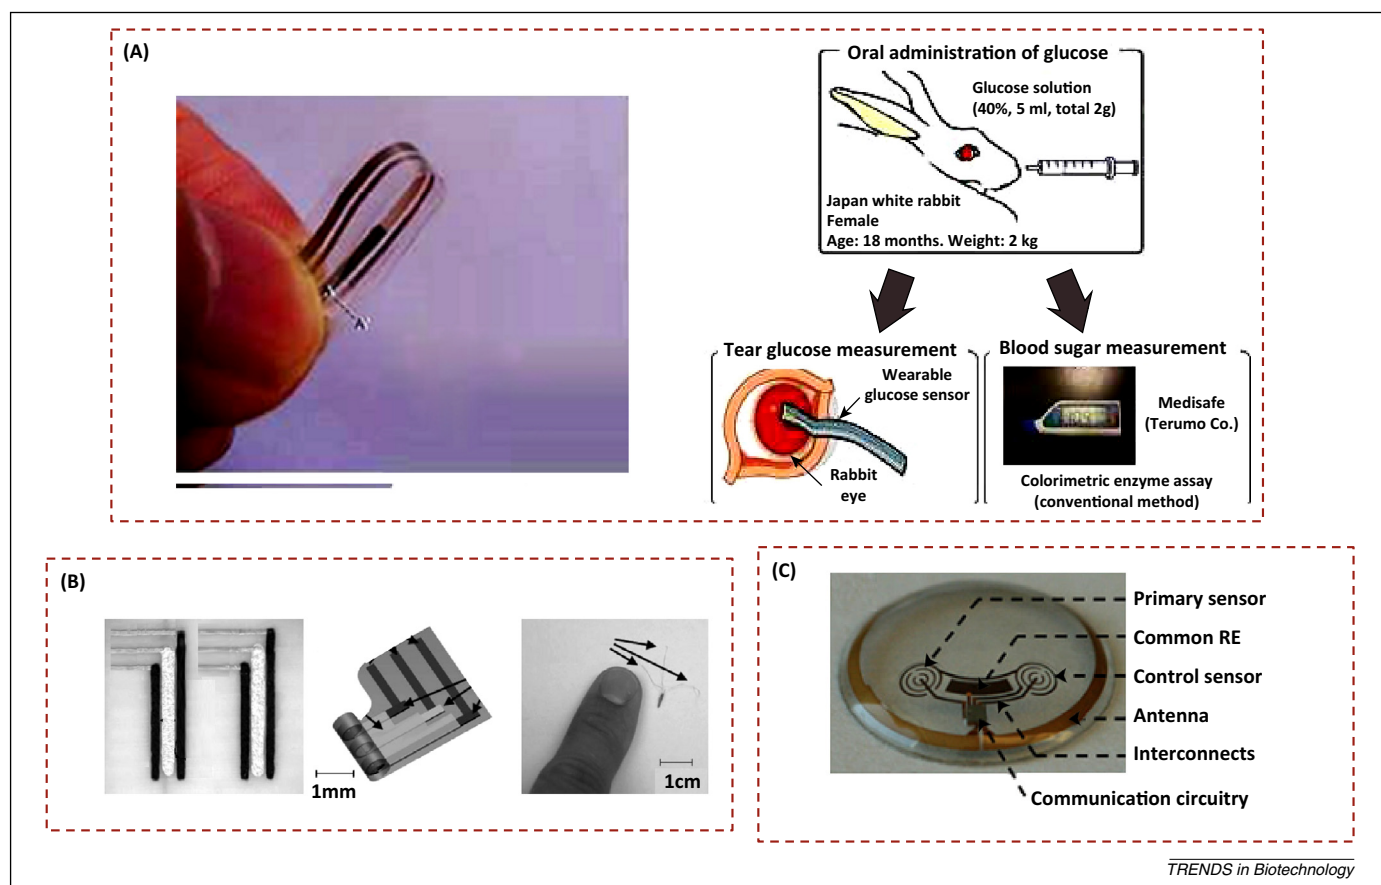 (A)
Oral administration of glucose
Glucose solution
(40%, 5 ml, total 2g)
Japan white rabbit
Female
Age: 18 months. Weight: 2 kg
A
Tear glucose measurement
Wearable
glucose sensor
Rabbit
eye
Blood sugar measurement
Medisafe
(Terumo Co.)
Colorimetric enzyme assay
(conventional method)
(B)
1mm
1cm
(C)
Primary sensor
Common RE
Control sensor
Antenna
Interconnects
Communication circuitry
TRENDS in Biotechnology